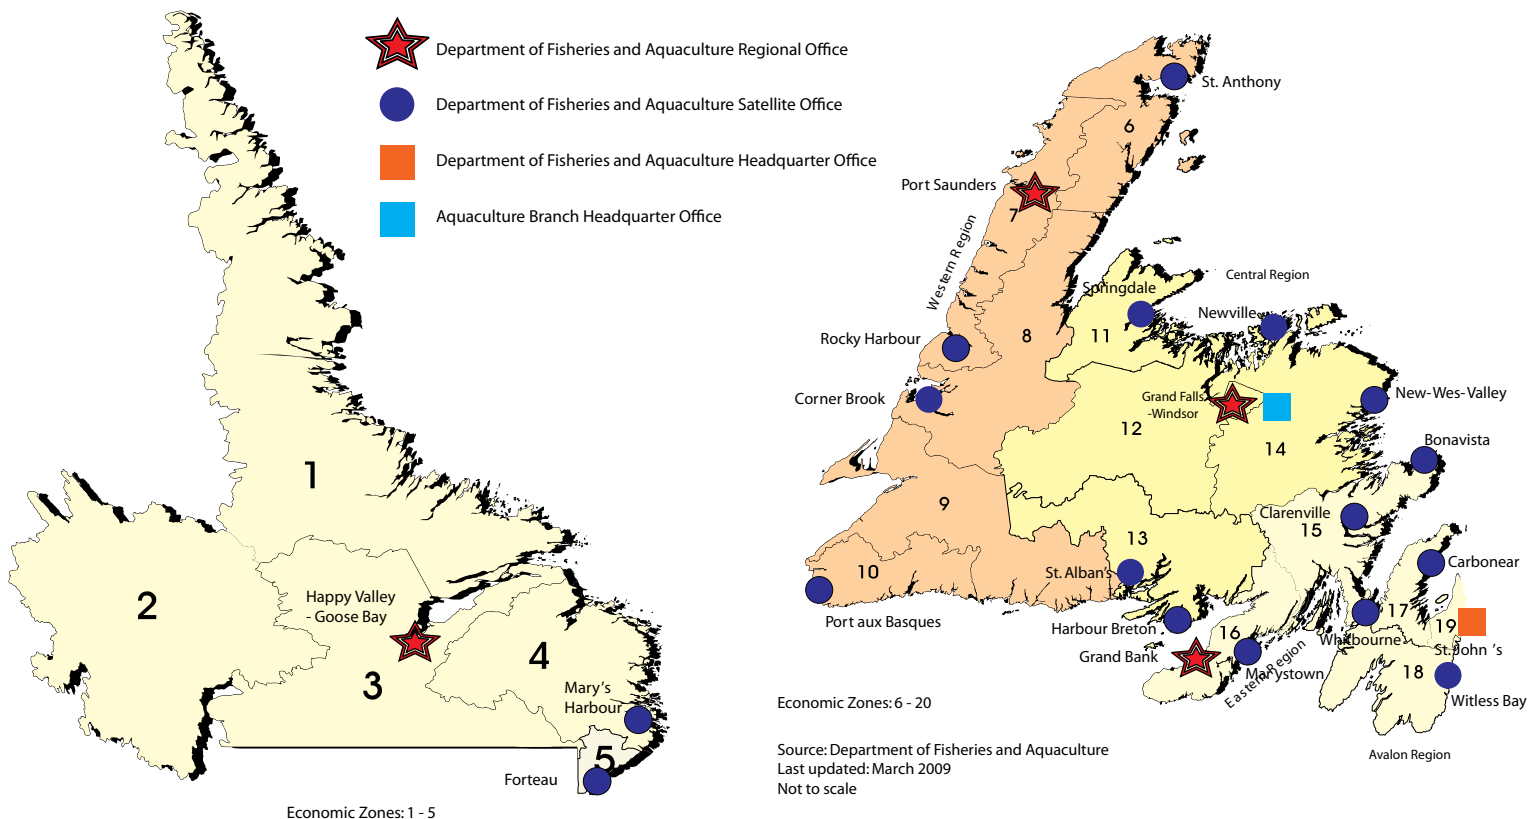 Department of Fisheries and Aquaculture Regional Office
Department of Fisheries and Aquaculture Satellite Office
Department of Fisheries and Aquaculture Headquarter Office
Aquaculture Branch Headquarter Office
1
2
Happy Valley
- Goose Bay
3
4
Mary's
Harbour
5
Forteau
Economic Zones: 1 - 5
St. Anthony
6
Port Saunders
7
Western Region
Central Region
Springdale
Newville
Rocky Harbour
8
11
Corner Brook
Grand Falls
-Windsor
New-Wes-Valley
12
14
Bonavista
9
Clarenville
15
13
10
St. Alban's
Carbonear
Port aux Basques
Harbour Breton
16
17
19
Whitbourne
St. John 's
Grand Bank
Marystown
18
Eastern Region
Witless Bay
Avalon Region
Economic Zones: 6 - 20
Source: Department of Fisheries and Aquaculture
Last updated: March 2009
Not to scale